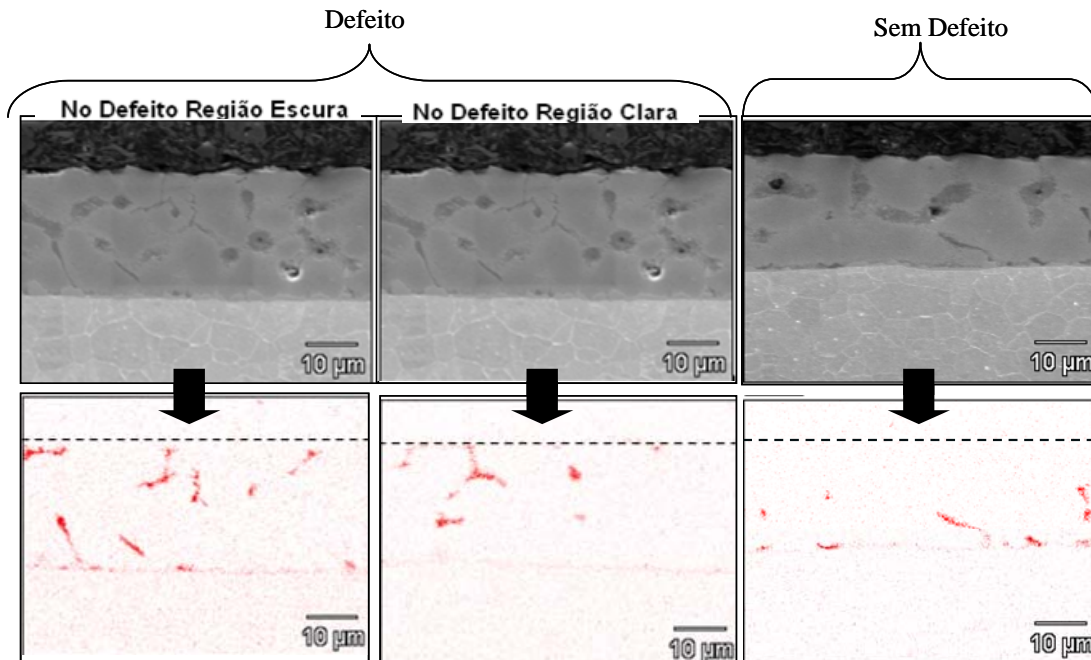 Defeito
Sem Defeito
No Defeito Região Escura
No Defeito Região Clara
10 µm
10 µm
10 µm
10 µm
10 µm
10 µm